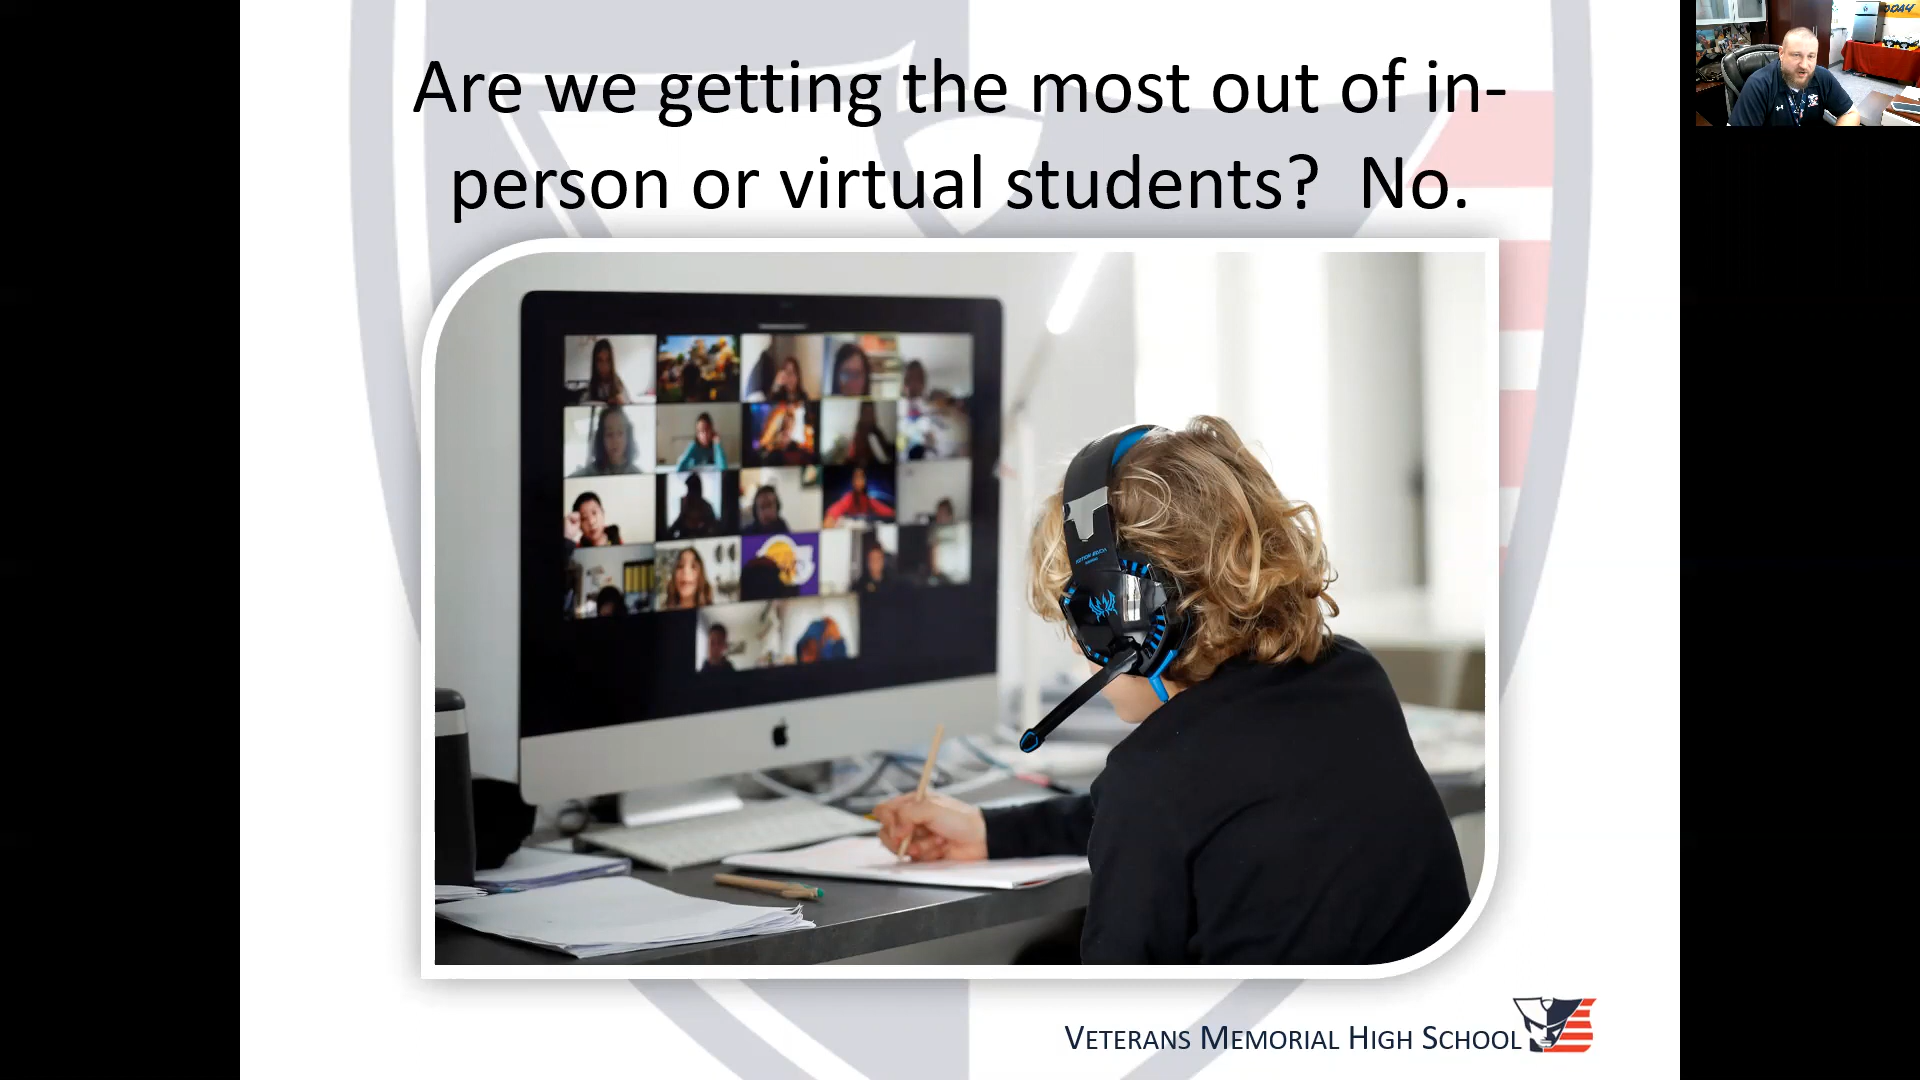 Are we getting the most out of in-
person or virtual students?  No.
VETERANS MEMORIAL HIGH SCHOOL